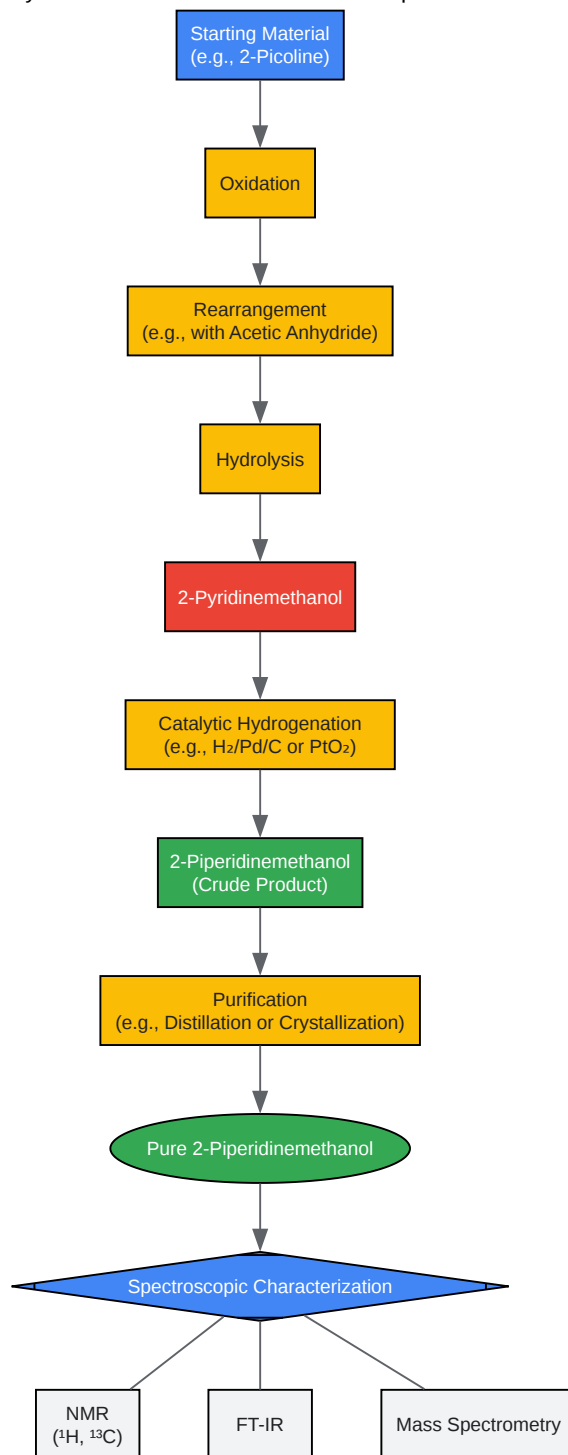 Starting Material
(e.g., 2-Picoline)
Oxidation
Rearrangement
(e.g., with Acetic Anhydride)
Hydrolysis
2-Pyridinemethanol
Catalytic Hydrogenation
(e.g., H₂/Pd/C or PtO₂)
2-Piperidinemethanol
(Crude Product)
Purification
(e.g., Distillation or Crystallization)
Pure 2-Piperidinemethanol
Spectroscopic Characterization
NMR
(¹H, ¹³C)
FT-IR
Mass Spectrometry